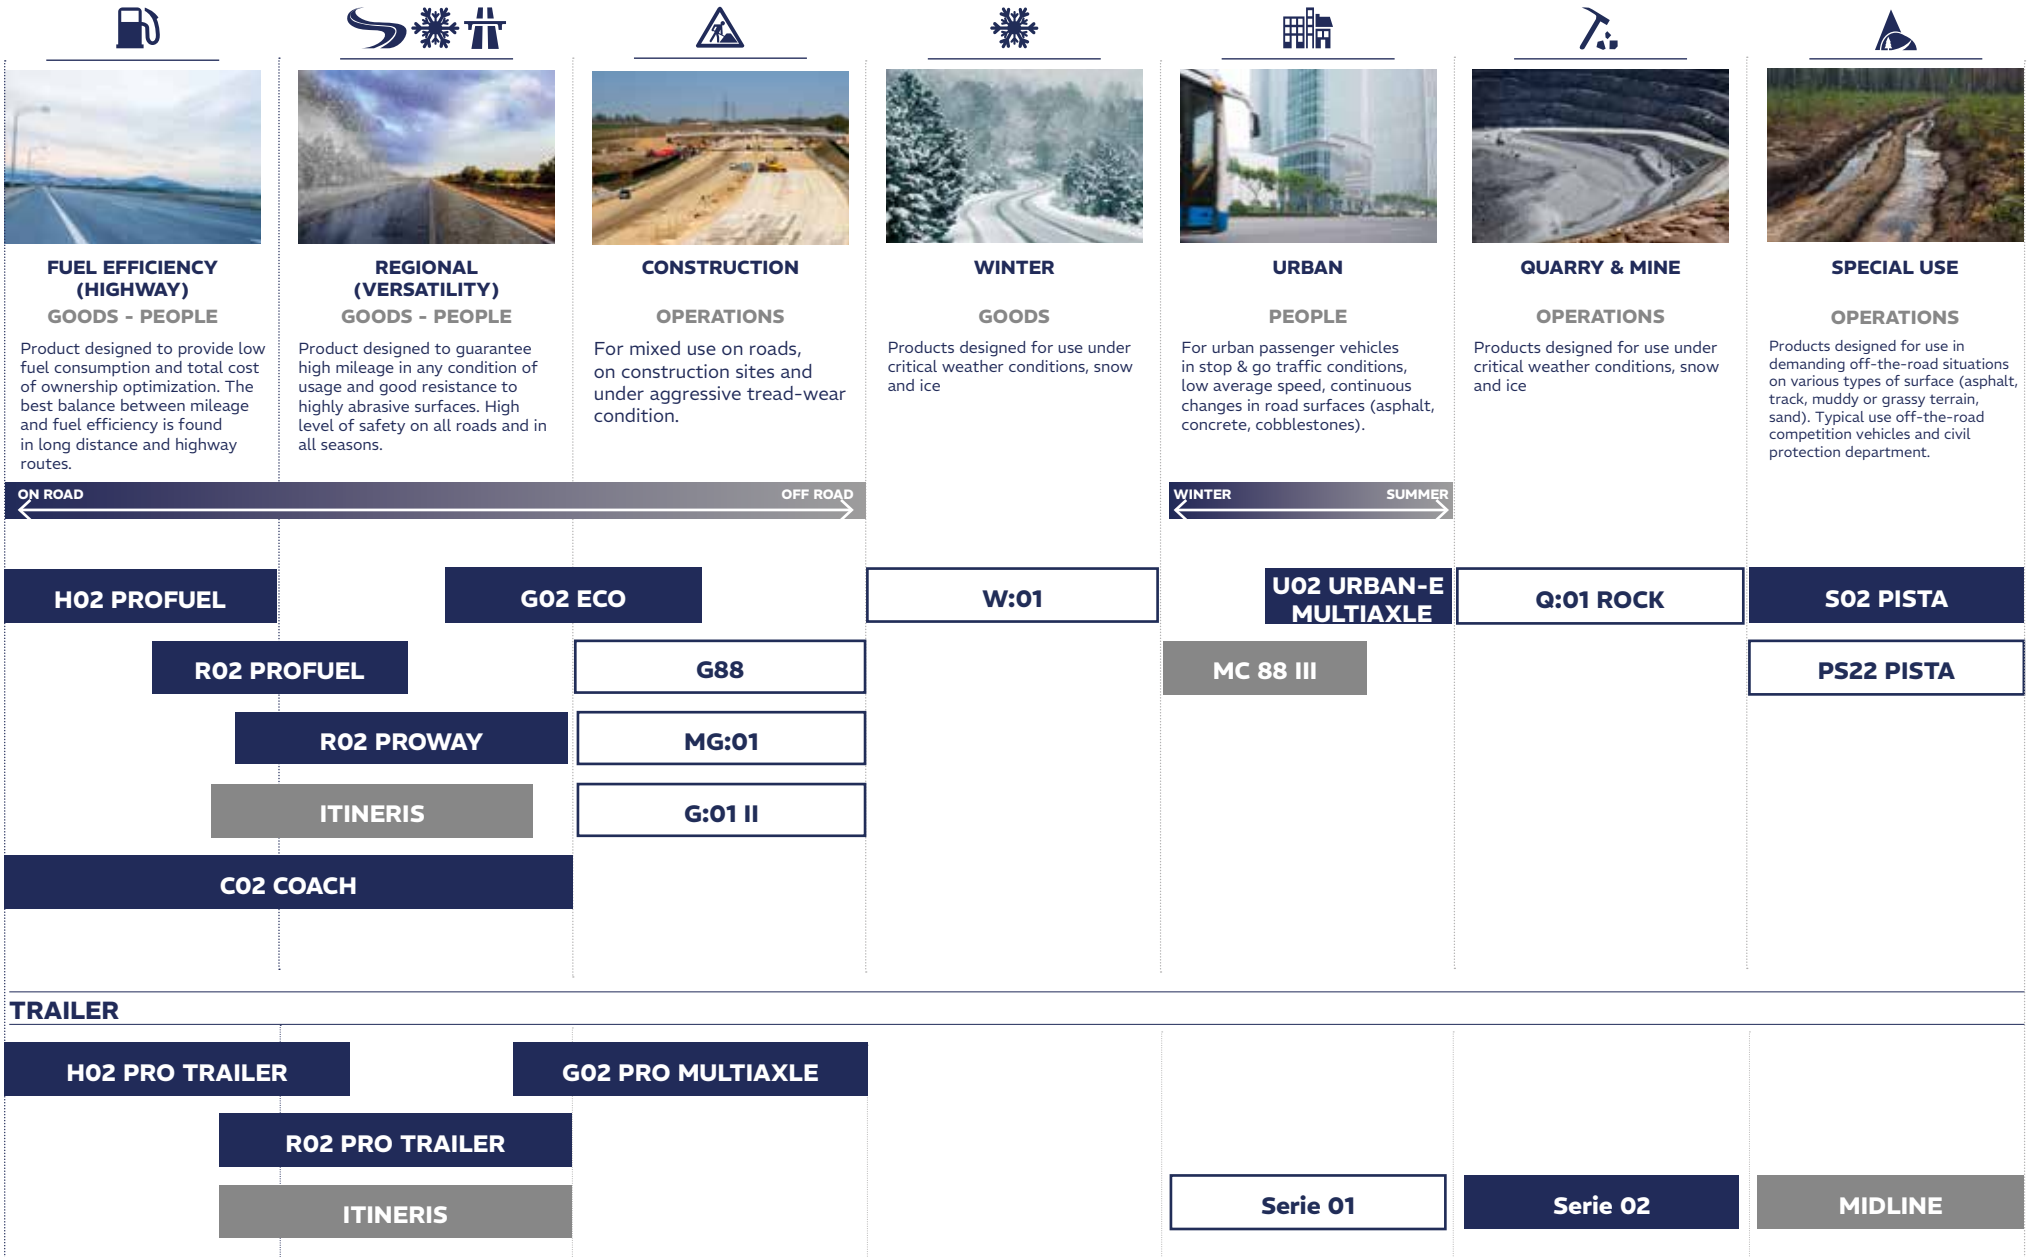 FUEL EFFICIENCY
(HIGHWAY)
GOODS - PEOPLE
Product designed to provide low
fuel consumption and total cost
of ownership optimization. The
best balance between mileage
and fuel efficiency is found
in long distance and highway
routes.
REGIONAL
(VERSATILITY)
GOODS - PEOPLE
Product designed to guarantee
high mileage in any condition of
usage and good resistance to
highly abrasive surfaces. High
level of safety on all roads and in
all seasons.
CONSTRUCTION
OPERATIONS
For mixed use on roads,
on construction sites and
under aggressive tread-wear
condition.
WINTER
GOODS
Products designed for use under
critical weather conditions, snow
and ice
URBAN
PEOPLE
For urban passenger vehicles
in stop & go traffic conditions,
low average speed, continuous
changes in road surfaces (asphalt,
concrete, cobblestones).
QUARRY & MINE
OPERATIONS
Products designed for use under
critical weather conditions, snow
and ice
SPECIAL USE
OPERATIONS
Products designed for use in
demanding off-the-road situations
on various types of surface (asphalt,
track, muddy or grassy terrain,
sand). Typical use off-the-road
competition vehicles and civil
protection department.
ON ROAD
OFF ROAD
WINTER
SUMMER
H02 PROFUEL
G02 ECO
W:01
U02 URBAN-E
MULTIAXLE
Q:01 ROCK
S02 PISTA
R02 PROFUEL
G88
MC 88 III
PS22 PISTA
R02 PROWAY
MG:01
ITINERIS
G:01 II
C02 COACH
TRAILER
H02 PRO TRAILER
G02 PRO MULTIAXLE
R02 PRO TRAILER
ITINERIS
Serie 01
Serie 02
MIDLINE